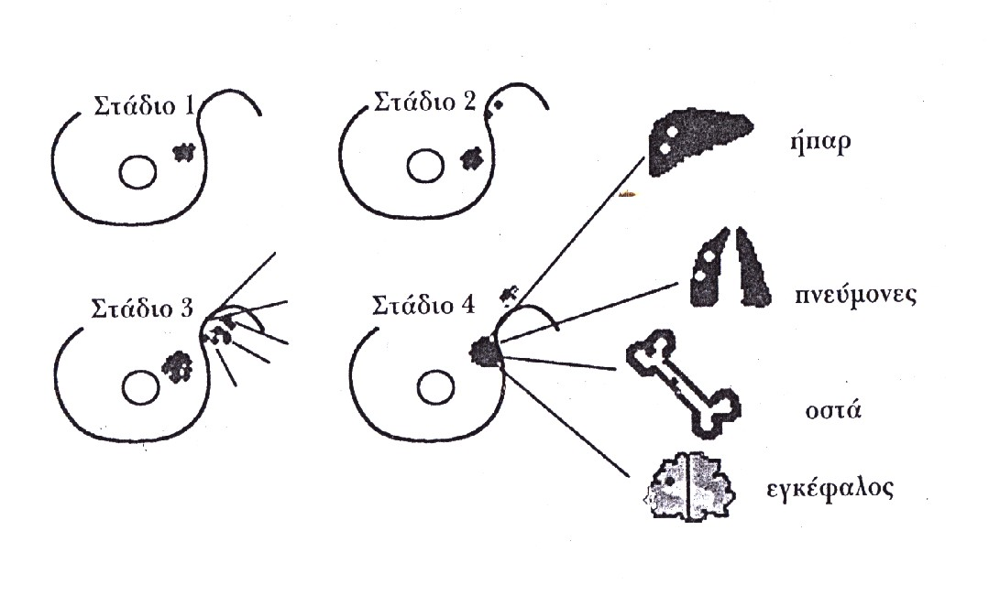 Στάδιο 1
Στάδιο 2
ήπαρ
Στάδιο 3
Στάδιο 4
πνεύμονες
οστά
εγκέφαλος